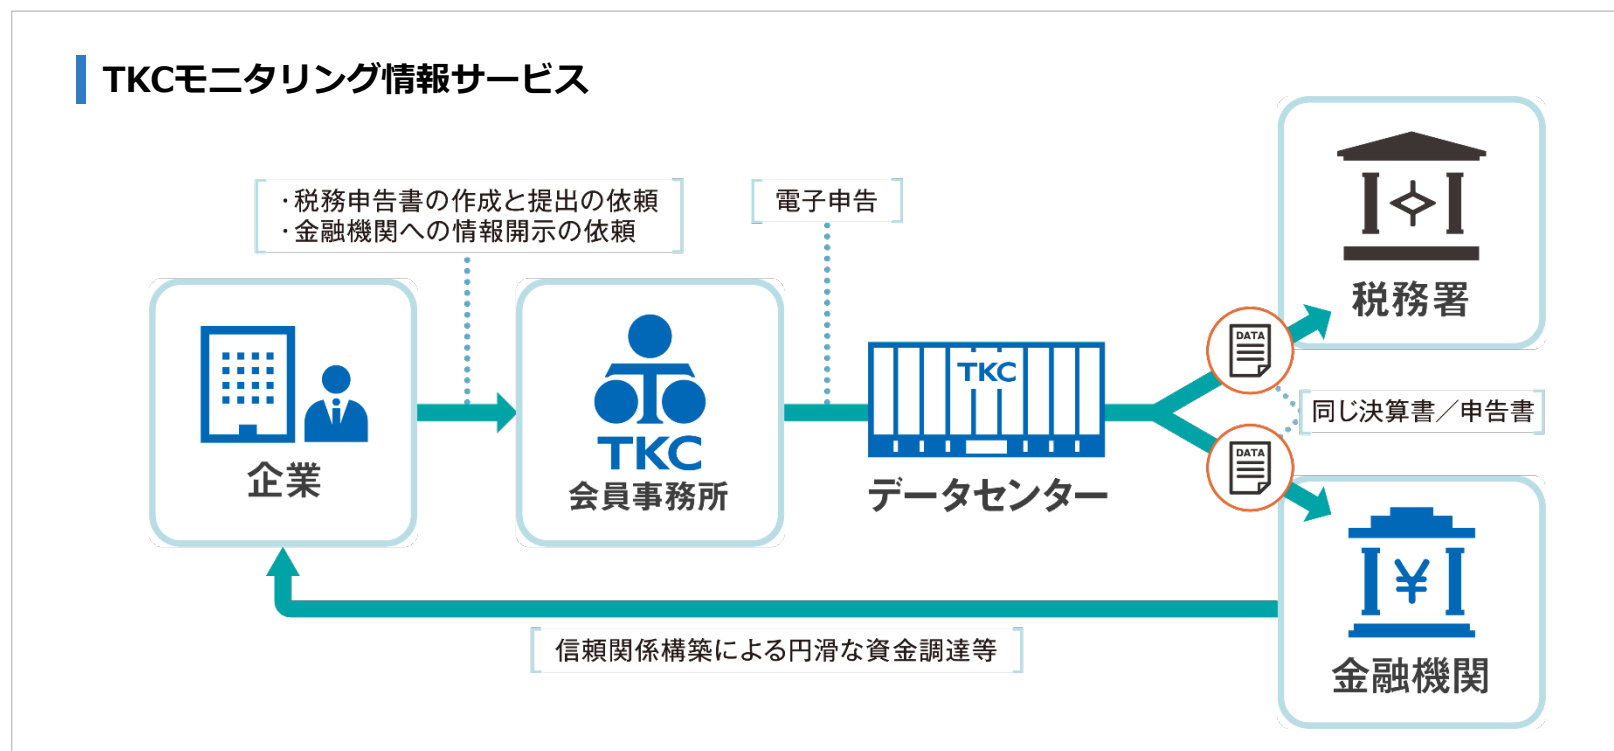 TKCモニタリング情報サービス
・税務申告書の作成と提出の依頼
・金融機関への情報開示の依頼
電子申告
税務署
企業
TKC
会員事務所
TKC
データセンター
DATA
DATA
同じ決算書／申告書
金融機関
信頼関係構築による円滑な資金調達等